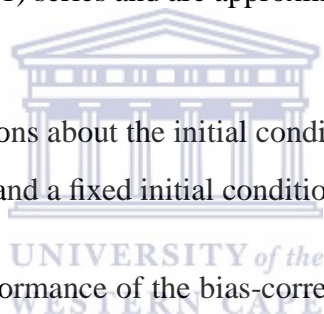 1) series and are approxim
ons about the initial condi
and a fixed initial conditio
UNIVERSITY of the
ormance of the bias-corre
WESTERN CAPE